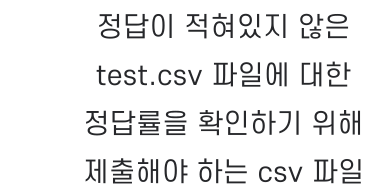 정답이 적혀있지 않은
test.csv 파일에 대한
정답률을 확인하기 위해
제출해야 하는 csv 파일